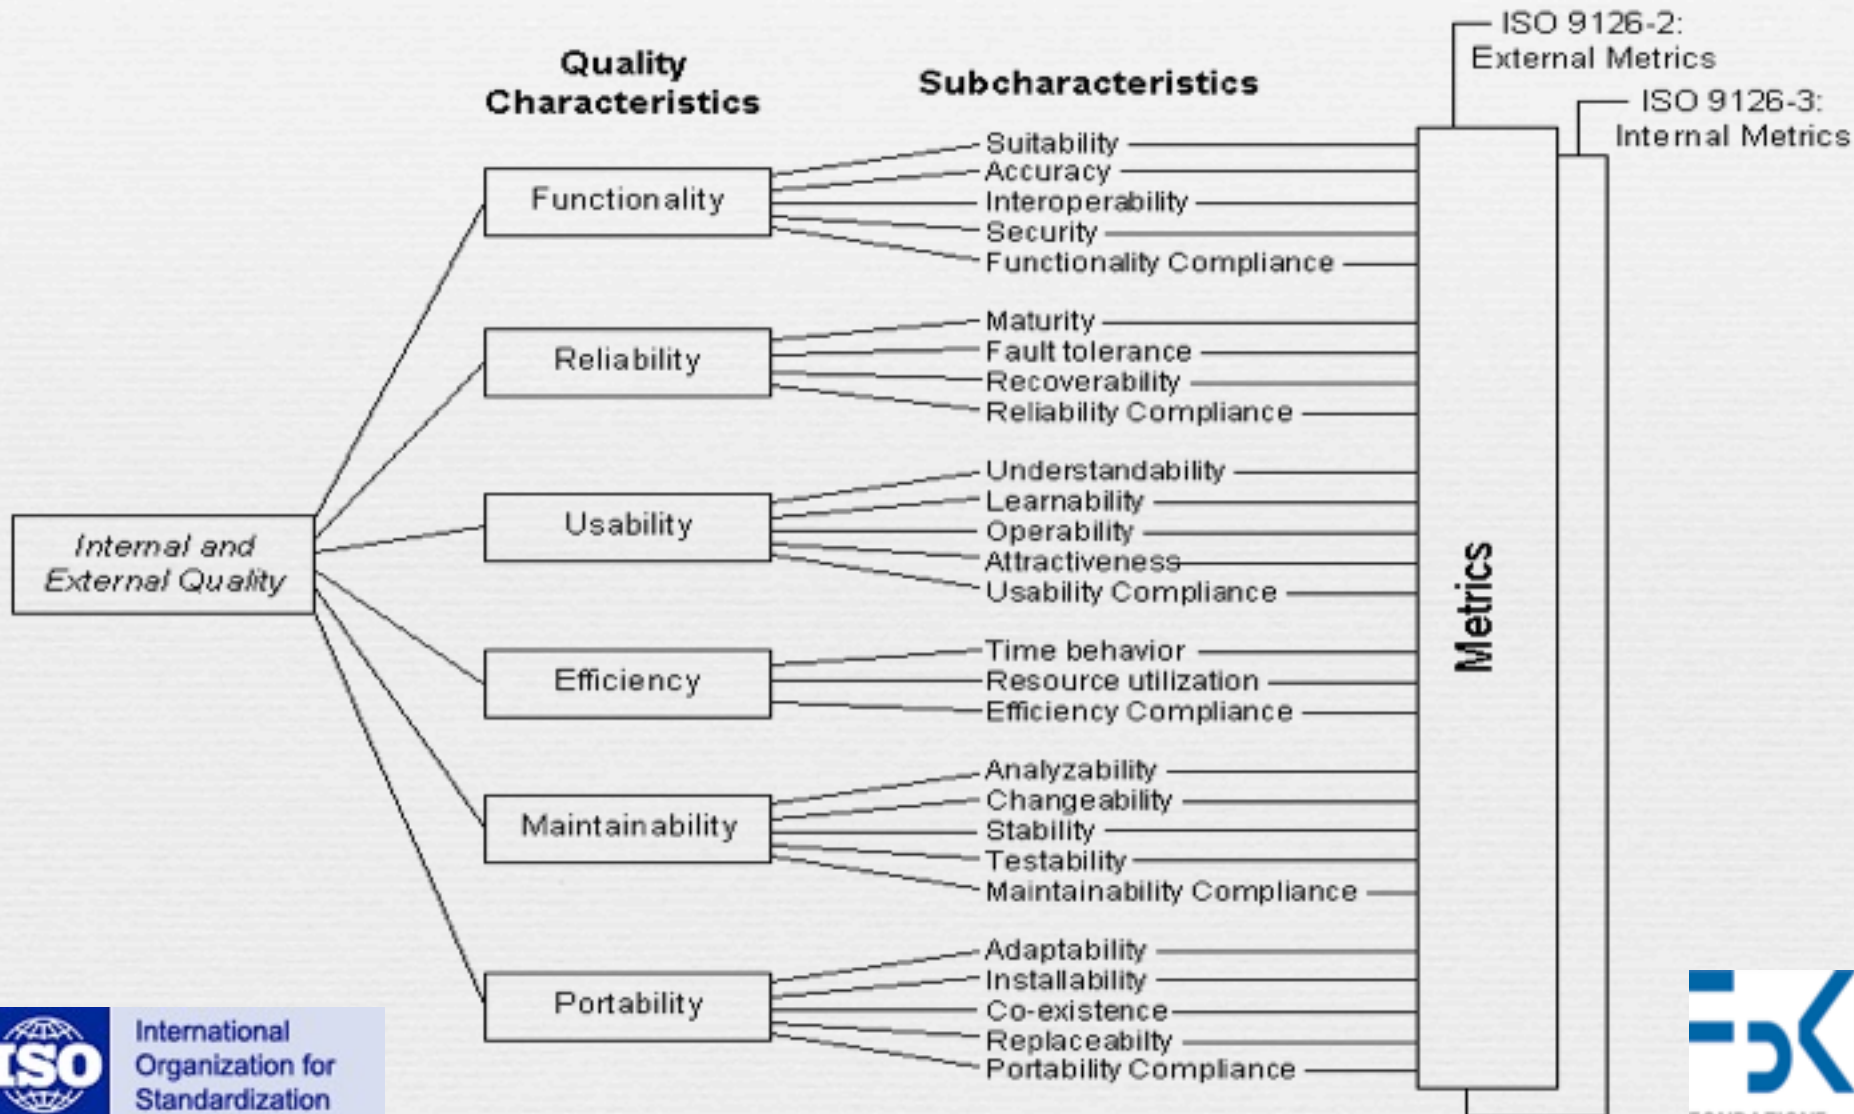 ISO 9126-2:
External Metrics
ISO 9126-3:
Internal Metrics
Quality
Characteristics
Subcharacteristics
Internal and
External Quality
Functionality
Suitability
Accuracy
Interoperability
Security
Functionality Compliance
Reliability
Maturity
Fault tolerance
Recoverability
Reliability Compliance
Usability
Understandability
Learnability
Operability
Attractiveness
Usability Compliance
Efficiency
Time behavior
Resource utilization
Efficiency Compliance
Maintainability
Analyzability
Changeability
Stability
Testability
Maintainability Compliance
Portability
Adaptability
Installability
Co-existence
Replaceabilty
Portability Compliance
Metrics
ISO
International
Organization for
Standardization
FBK